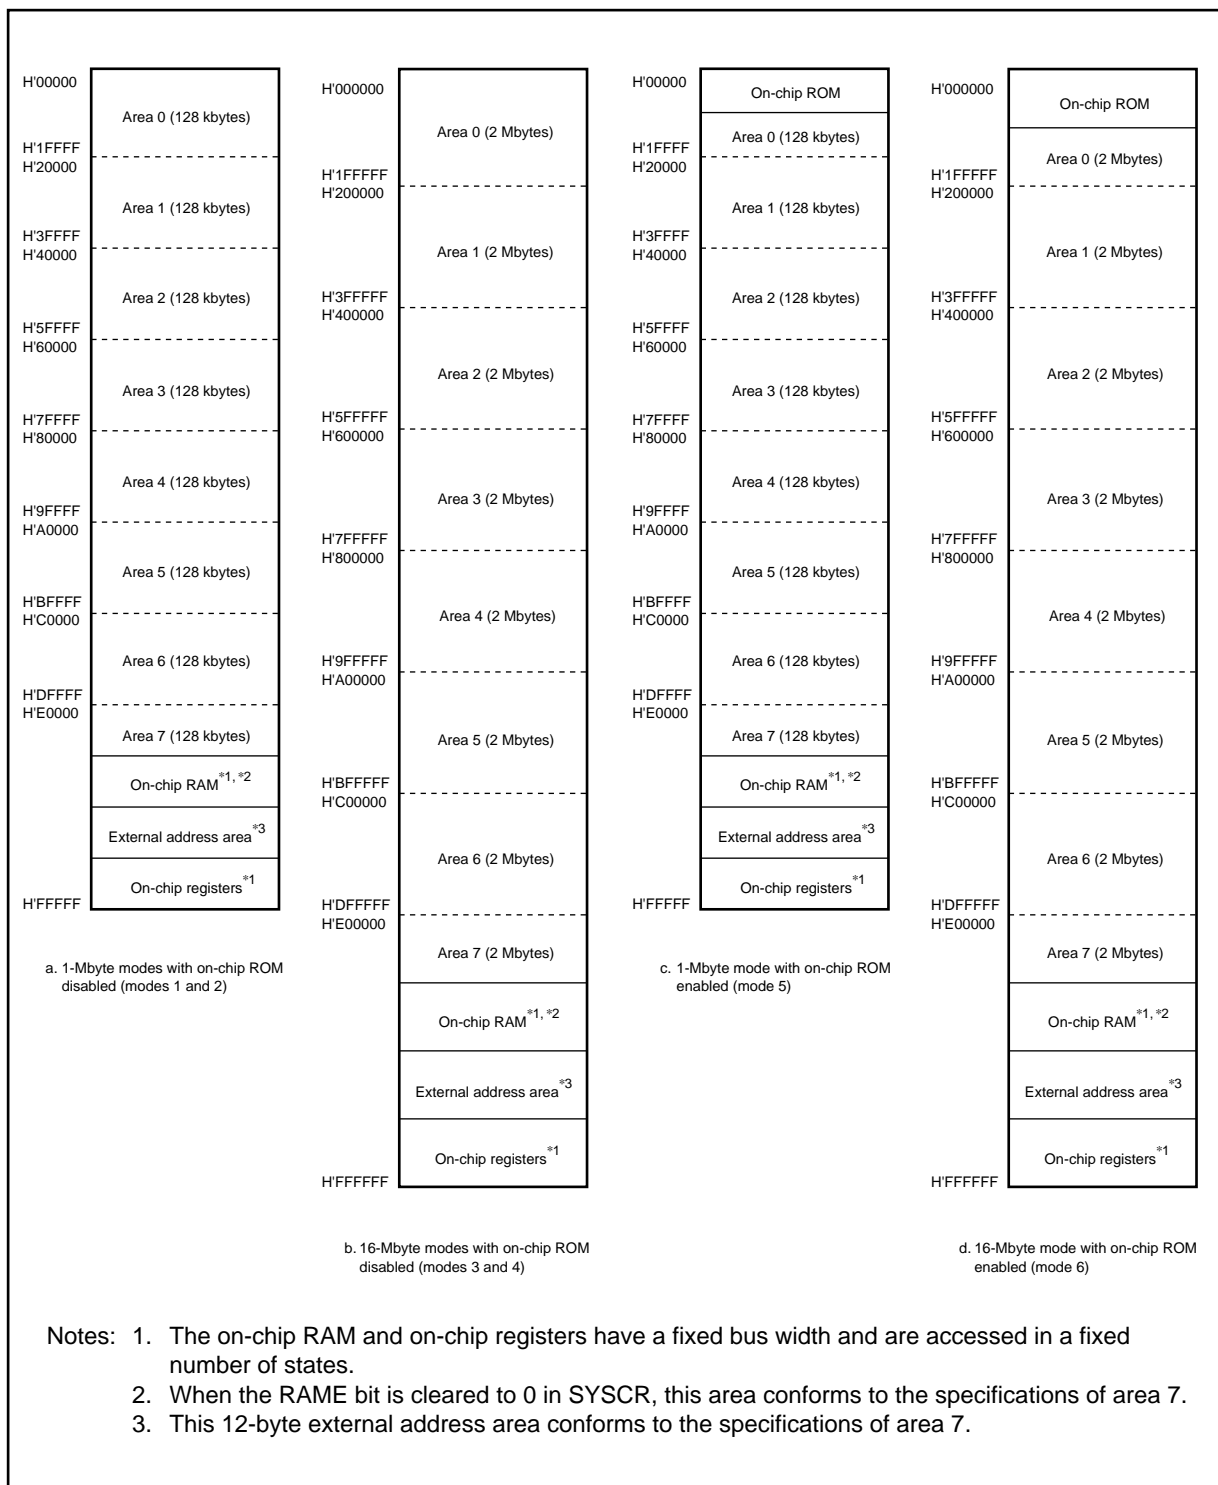 H'00000
Area 0 (128 kbytes)
H'1FFFF
H'20000
Area 1 (128 kbytes)
H'3FFFF
H'40000
Area 2 (128 kbytes)
H'5FFFF
H'60000
Area 3 (128 kbytes)
H'7FFFF
H'80000
Area 4 (128 kbytes)
H'9FFFF
H'A0000
Area 5 (128 kbytes)
H'BFFFF
H'C0000
Area 6 (128 kbytes)
H'DFFFF
H'E0000
Area 7 (128 kbytes)
On-chip RAM*1, *2
External address area*3
On-chip registers*1
H'FFFFF
a. 1-Mbyte modes with on-chip ROM
disabled (modes 1 and 2)
H'000000
Area 0 (2 Mbytes)
H'1FFFFF
H'200000
Area 1 (2 Mbytes)
H'3FFFFF
H'400000
Area 2 (2 Mbytes)
H'5FFFFF
H'600000
Area 3 (2 Mbytes)
H'7FFFFF
H'800000
Area 4 (2 Mbytes)
H'9FFFFF
H'A00000
Area 5 (2 Mbytes)
H'BFFFFF
H'C00000
Area 6 (2 Mbytes)
H'DFFFFF
H'E00000
Area 7 (2 Mbytes)
On-chip RAM*1, *2
External address area*3
On-chip registers*1
H'FFFFFF
b. 16-Mbyte modes with on-chip ROM
disabled (modes 3 and 4)
H'00000
On-chip ROM
Area 0 (128 kbytes)
H'1FFFF
H'20000
Area 1 (128 kbytes)
H'3FFFF
H'40000
Area 2 (128 kbytes)
H'5FFFF
H'60000
Area 3 (128 kbytes)
H'7FFFF
H'80000
Area 4 (128 kbytes)
H'9FFFF
H'A0000
Area 5 (128 kbytes)
H'BFFFF
H'C0000
Area 6 (128 kbytes)
H'DFFFF
H'E0000
Area 7 (128 kbytes)
On-chip RAM*1, *2
External address area*3
On-chip registers*1
H'FFFFF
c. 1-Mbyte mode with on-chip ROM
enabled (mode 5)
H'000000
On-chip ROM
Area 0 (2 Mbytes)
H'1FFFFF
H'200000
Area 1 (2 Mbytes)
H'3FFFFF
H'400000
Area 2 (2 Mbytes)
H'5FFFFF
H'600000
Area 3 (2 Mbytes)
H'7FFFFF
H'800000
Area 4 (2 Mbytes)
H'9FFFFF
H'A00000
Area 5 (2 Mbytes)
H'BFFFFF
H'C00000
Area 6 (2 Mbytes)
H'DFFFFF
H'E00000
Area 7 (2 Mbytes)
On-chip RAM*1, *2
External address area*3
On-chip registers*1
H'FFFFFF
d. 16-Mbyte mode with on-chip ROM
enabled (mode 6)
Notes: 1. The on-chip RAM and on-chip registers have a fixed bus width and are accessed in a fixed
number of states.
2. When the RAME bit is cleared to 0 in SYSCR, this area conforms to the specifications of area 7.
3. This 12-byte external address area conforms to the specifications of area 7.